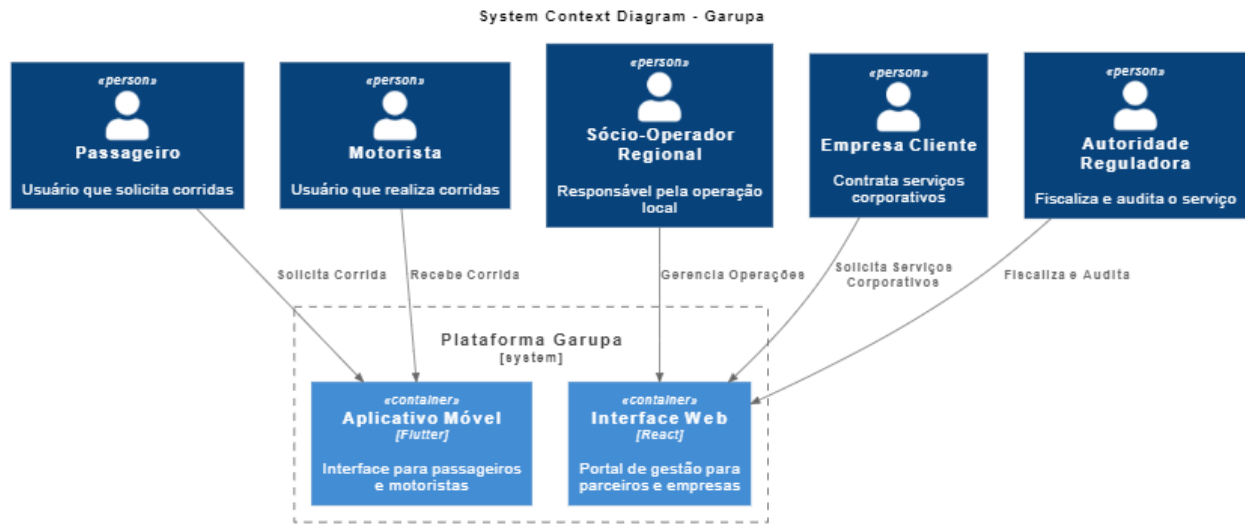 System Context Diagram - Garupa
«person»
Passageiro
Usuário que solicita corridas
«person»
Motorista
Usuário que realiza corridas
«person»
Sócio-Operador
Regional
Responsável pela operação
local
«person»
Empresa Cliente
Contrata serviços
corporativos
«person»
Autoridade
Reguladora
Fiscaliza e audita o serviço
Solicita Corrida
Recebe Corrida
Gerencia Operações
Solicita Serviços
Corporativos
Fiscaliza e Audita
Plataforma Garupa
[system]
«container»
Aplicativo Móvel
[Flutter]
Interface para passageiros
e motoristas
«container»
Interface Web
[React]
Portal de gestão para
parceiros e empresas